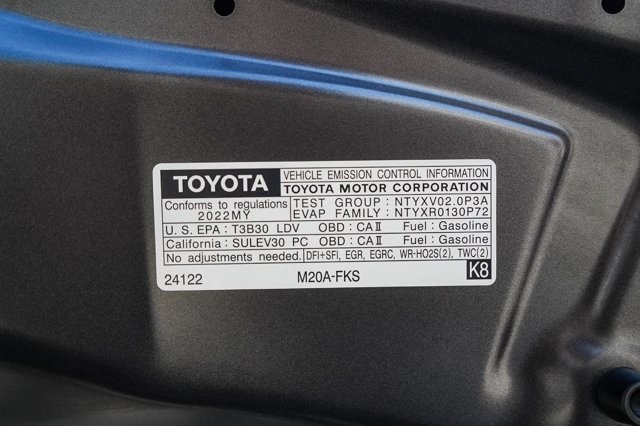 TOYOTA VEHICLE EMISSION CONTROL INFORMATION
TOYOTA MOTOR CORPORATION
Conforms to regulations TEST GROUP : NTYXV02.0P3A
2022MY EVAP FAMILY : NTYXR0130P72
U.S. EPA : T3B30 LDV OBD : CAⅡ Fuel : Gasoline
California : SULEV30 PC OBD : CAⅡ Fuel : Gasoline
No adjustments needed. DFI+SFI, EGR, EGRC, WR-HO2S(2), TWC(2)
24122 M20A-FKS K8